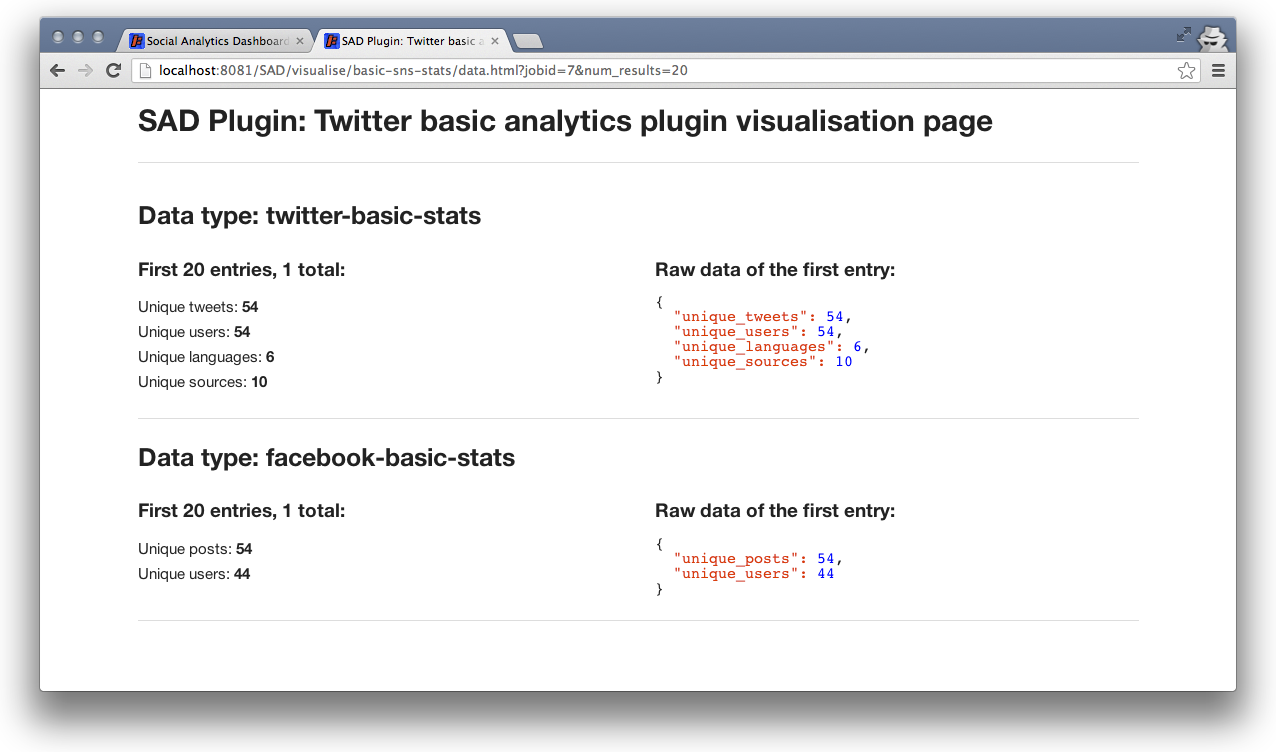 Social Analytics Dashboard
SAD Plugin: Twitter basic a
localhost:8081/SAD/visualise/basic-sns-stats/data.html?jobid=7&num_results=20
SAD Plugin: Twitter basic analytics plugin visualisation page
Data type: twitter-basic-stats
First 20 entries, 1 total:
Unique tweets: 54
Unique users: 54
Unique languages: 6
Unique sources: 10
Raw data of the first entry:
{
"unique_tweets": 54,
"unique_users": 54,
"unique_languages": 6,
"unique_sources": 10
}
Data type: facebook-basic-stats
First 20 entries, 1 total:
Unique posts: 54
Unique users: 44
Raw data of the first entry:
{
"unique_posts": 54,
"unique_users": 44
}